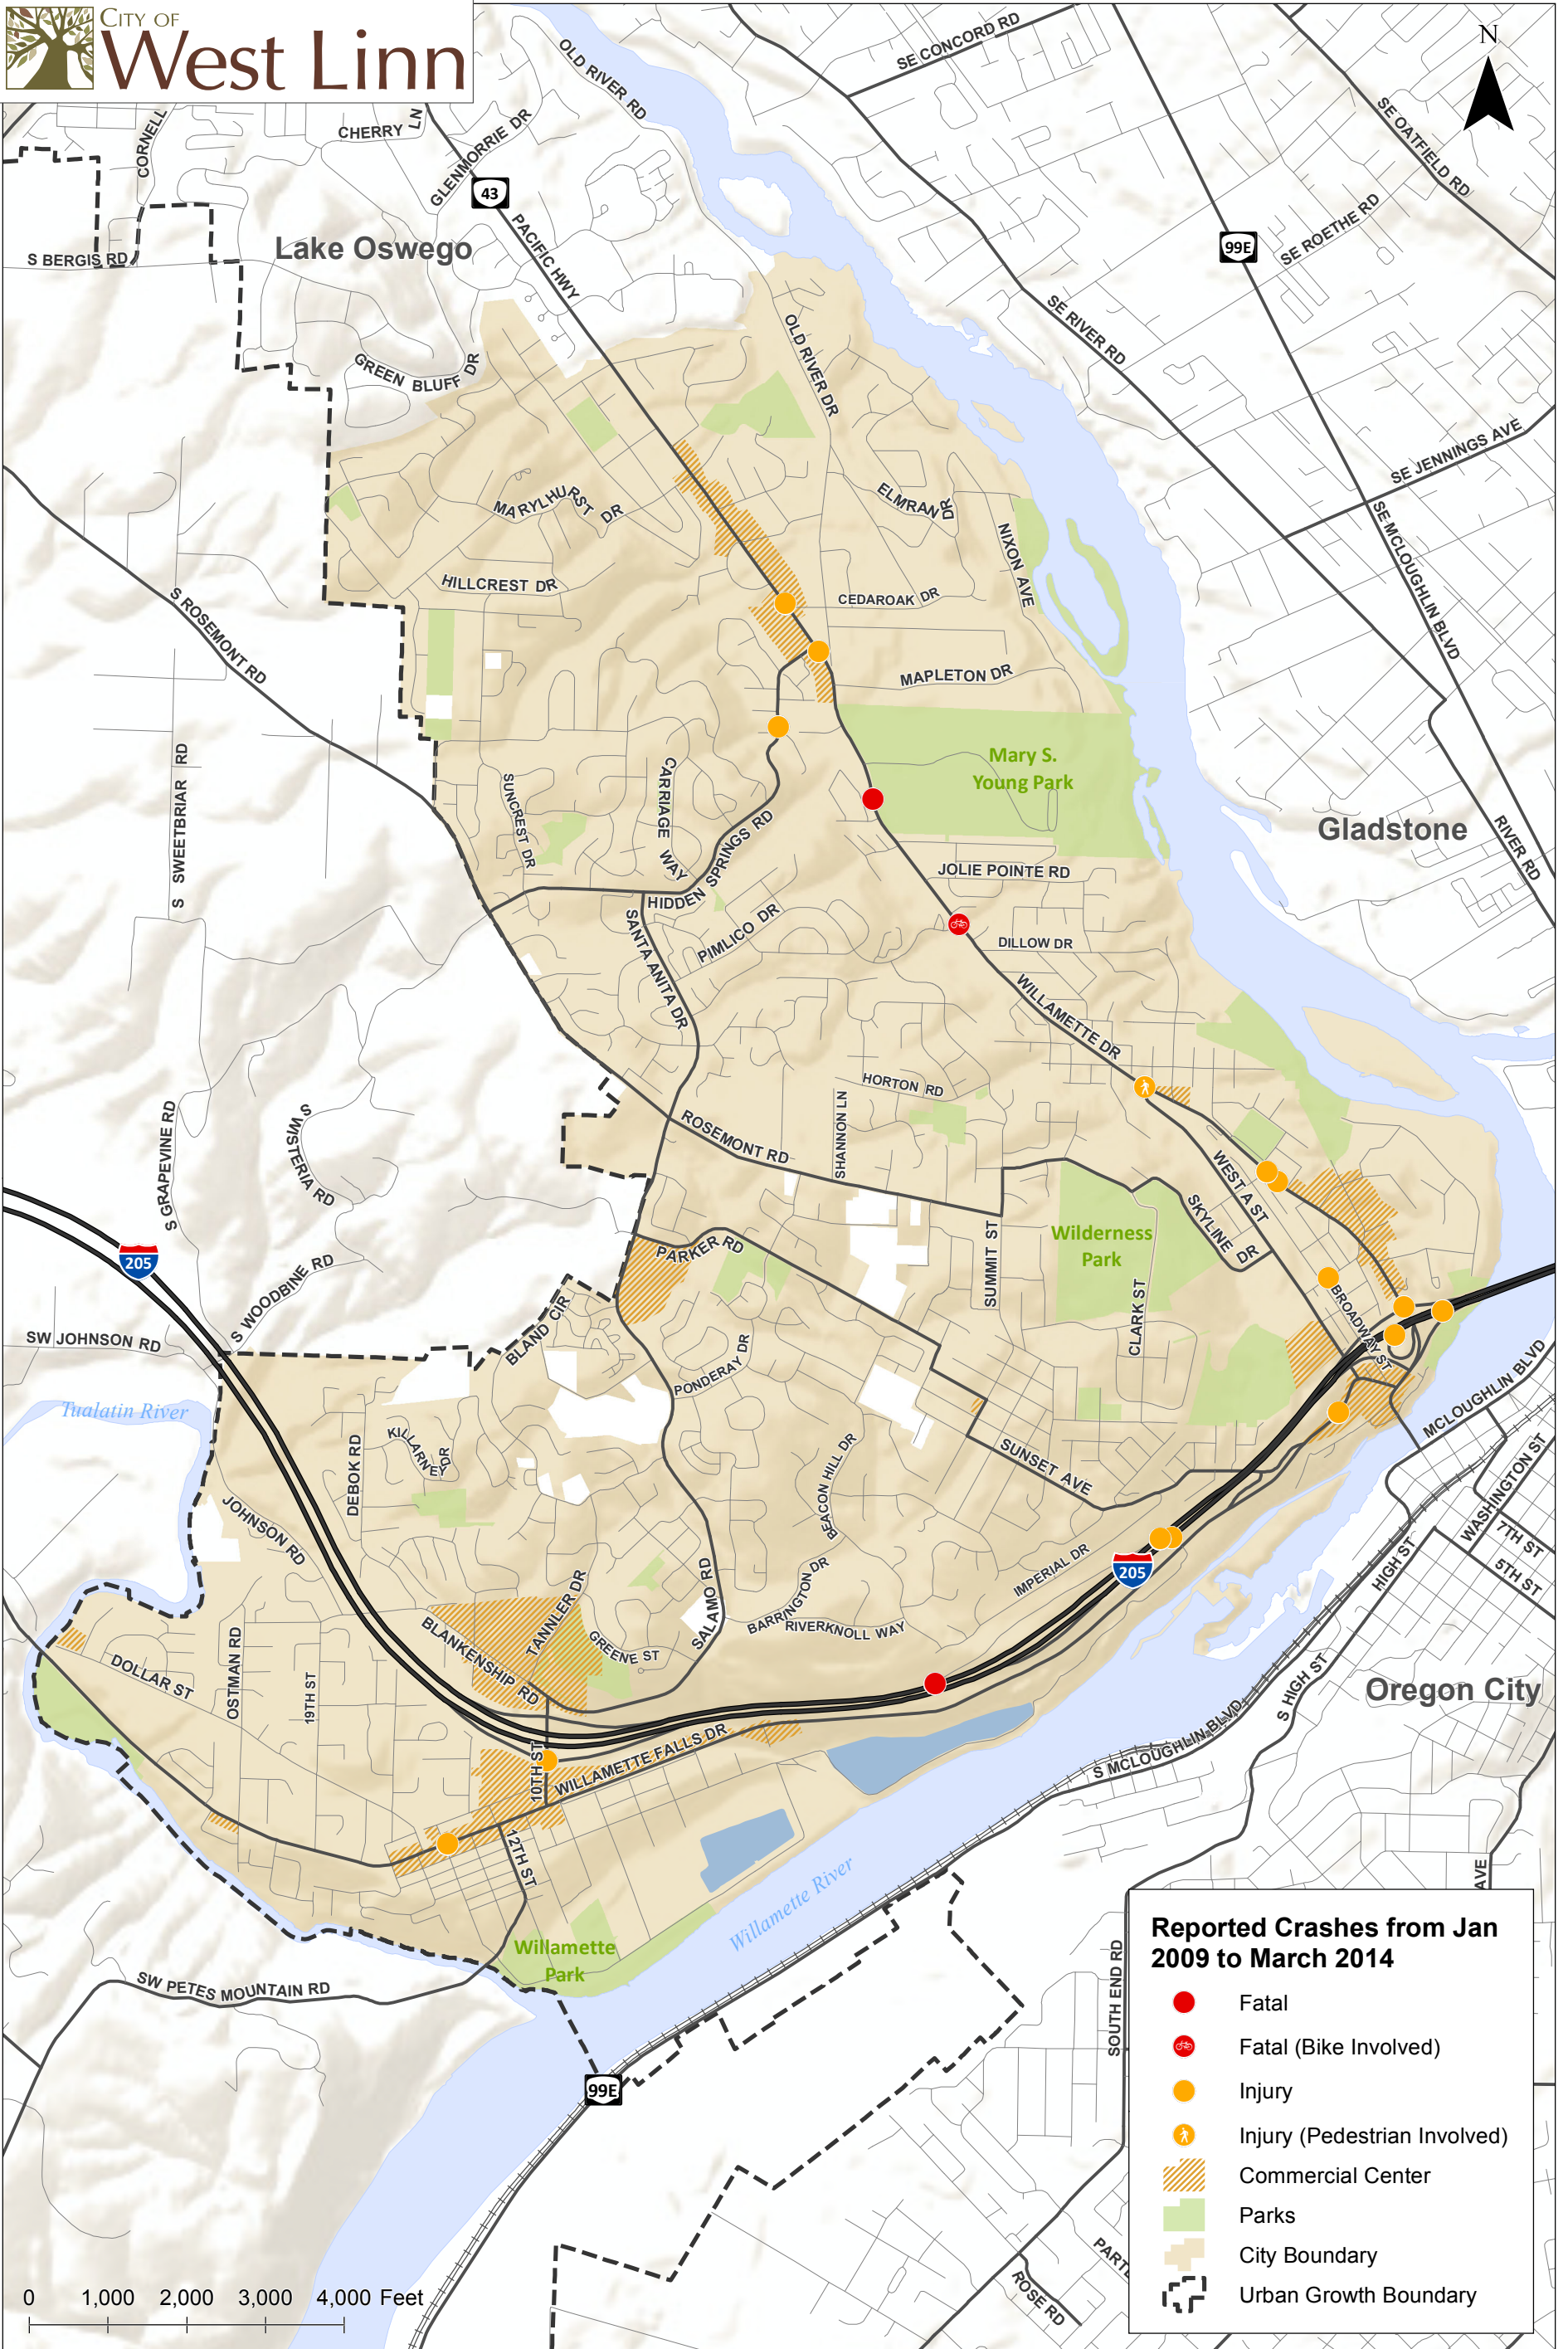 CITY OF
West Linn
N
OLD RIVER RD
SE CONCORD RD
SE OATFIELD RD
CORNELL
CHERRY LN
GLENMORRIE DR
43
PACIFIC HWY
Lake Oswego
S BERGIS RD
99E
SE ROETHE RD
SE RIVER RD
OLD RIVER DR
GREEN BLUFF DR
SE JENNINGS AVE
MARYLHURST DR
ELMRAN DR
NIXON AVE
SE MCLOUGHLIN BLVD
HILLCREST DR
CEDAROAK DR
S ROSEMONT RD
MAPLETON DR
S SWEETBRIAR RD
Mary S.
Young Park
SUNCREST DR
CARRIAGE WAY
Gladstone
RIVER RD
HIDDEN SPRINGS RD
JOLIE POINTE RD
SANTA ANITA DR
PIMLICO DR
DILLOW DR
WILLAMETTE DR
HORTON RD
SHANNON LN
S GRAPEVINE RD
S WISTERIA RD
ROSEMONT RD
WEST A ST
SKYLINE DR
SUMMIT ST
Wilderness
Park
PARKER RD
205
S WOODBINE RD
CLARK ST
BROADWAY ST
BLAND CIR
SW JOHNSON RD
PONDERAY DR
MCLOUGHLIN BLVD
Tualatin River
KILLARNEY DR
DEBOK RD
BEACON HILL DR
SUNSET AVE
WASHINGTON ST
7TH ST
5TH ST
HIGH ST
JOHNSON RD
IMPERIAL DR
205
SALAMO RD
BARRINGTON DR
RIVERKNOLL WAY
TANNLER DR
GREENE ST
BLANKENSHIP RD
DOLLAR ST
OSTMAN RD
19TH ST
S HIGH ST
Oregon City
S MCLOUGHLIN BLVD
10TH ST
WILLAMETTE FALLS DR
12TH ST
Willamette River
AVE
Willamette
Park
SW PETES MOUNTAIN RD
SOUTH END RD
99E
PARTL
ROSE RD
Reported Crashes from Jan
2009 to March 2014
Fatal
Fatal (Bike Involved)
Injury
Injury (Pedestrian Involved)
Commercial Center
Parks
City Boundary
Urban Growth Boundary
0 1,000 2,000 3,000 4,000 Feet